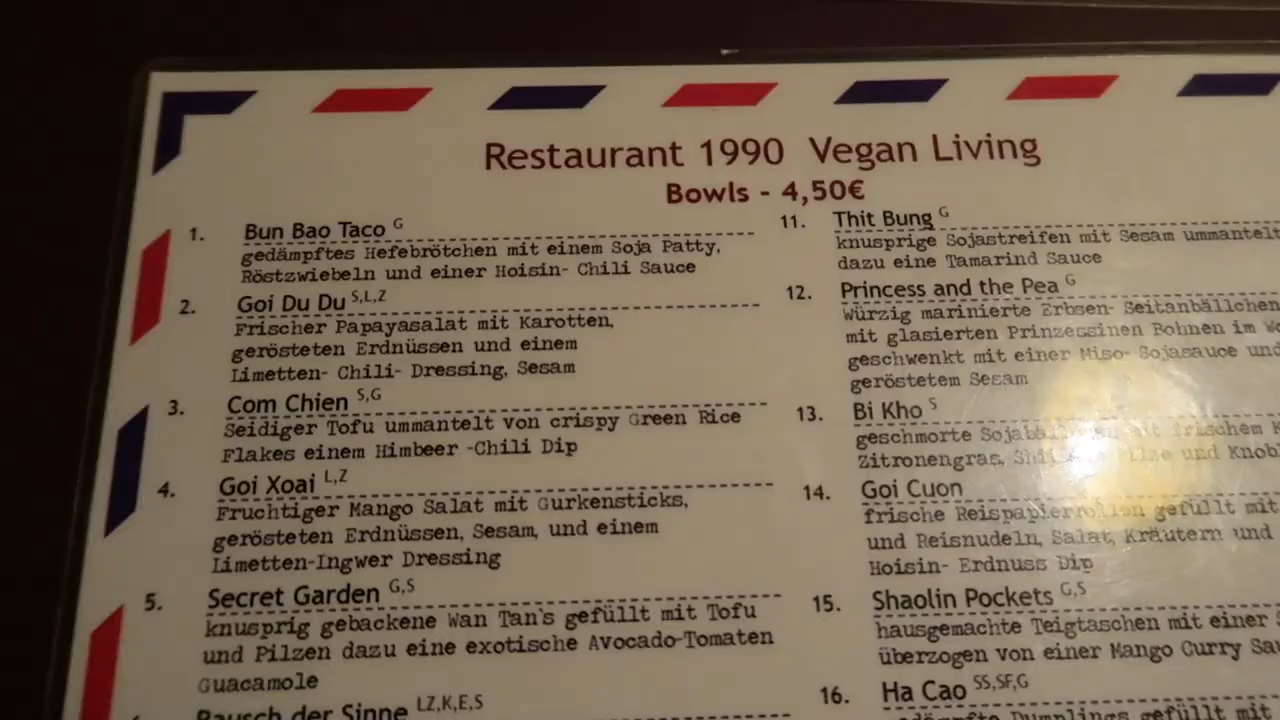 Restaurant 1990 Vegan Living
Bowls - 4,50€
1. Bun Bao Taco G
gedämpftes Hefebrötchen mit einem Soja Patty,
Röstzwiebeln und einer Hoisin- Chili Sauce
2. Goi Du Du S,L,Z
Frischer Papayasalat mit Karotten,
gerösteten Erdnüssen und einem
Limetten- Chili- Dressing, Sesam
3. Com Chien S,G
Seidiger Tofu ummantelt von crispy Green Rice
Flakes einem Himbeer -Chili Dip
4. Goi Xoai L,Z
Fruchtiger Mango Salat mit Gurkensticks,
gerösteten Erdnüssen, Sesam, und einem
Limetten-Ingwer Dressing
5. Secret Garden G,S
knusprig gebackene Wan Tan's gefüllt mit Tofu
und Pilzen dazu eine exotische Avocado-Tomaten
Guacamole
Rausch der Sinne LZ,K,E,S
11. Thit Bung G
knusprige Sojastreifen mit Sesam ummantelt
dazu eine Tamarind Sauce
12. Princess and the Pea G
Würzig marinierte Erbsen- Seitanbällchen
mit glasierten Prinzessinen Bohnen im
geschwenkt mit einer Miso- Sojasauce und
geröstetem Sesam
13. Bi Kho S
geschmorte mit frischem
Zitronengras, und
14. Goi Cuon
frische Reispapierrollen gefüllt mit
und Reisnudeln, Salat, Kräutern und
Hoisin- Erdnuss Dip
15. Shaolin Pockets G,S
hausgemachte Teigtaschen mit einer
überzogen von einer Mango Curry
16. Ha Cao SS,SF,G
gedämpfte Dumplings gefüllt mit